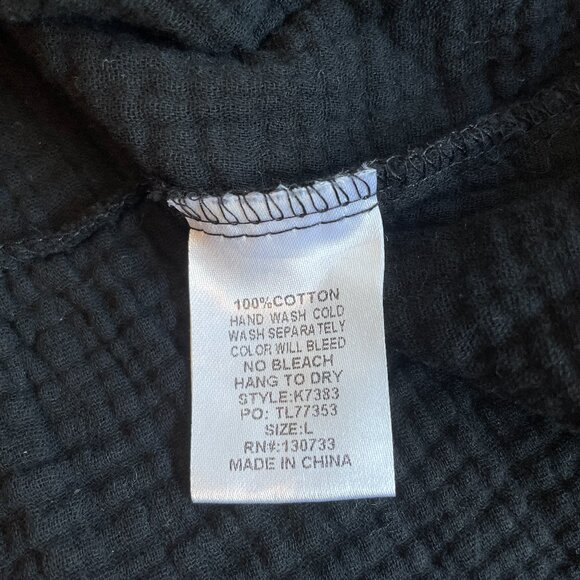 100%COTTON
HAND WASH COLD
WASH SEPARATELY
COLOR WILL BLEED
NO BLEACH
HANG TO DRY
STYLE:K7383
PO: TL77353
SIZE:L
RN#:130733
MADE IN CHINA